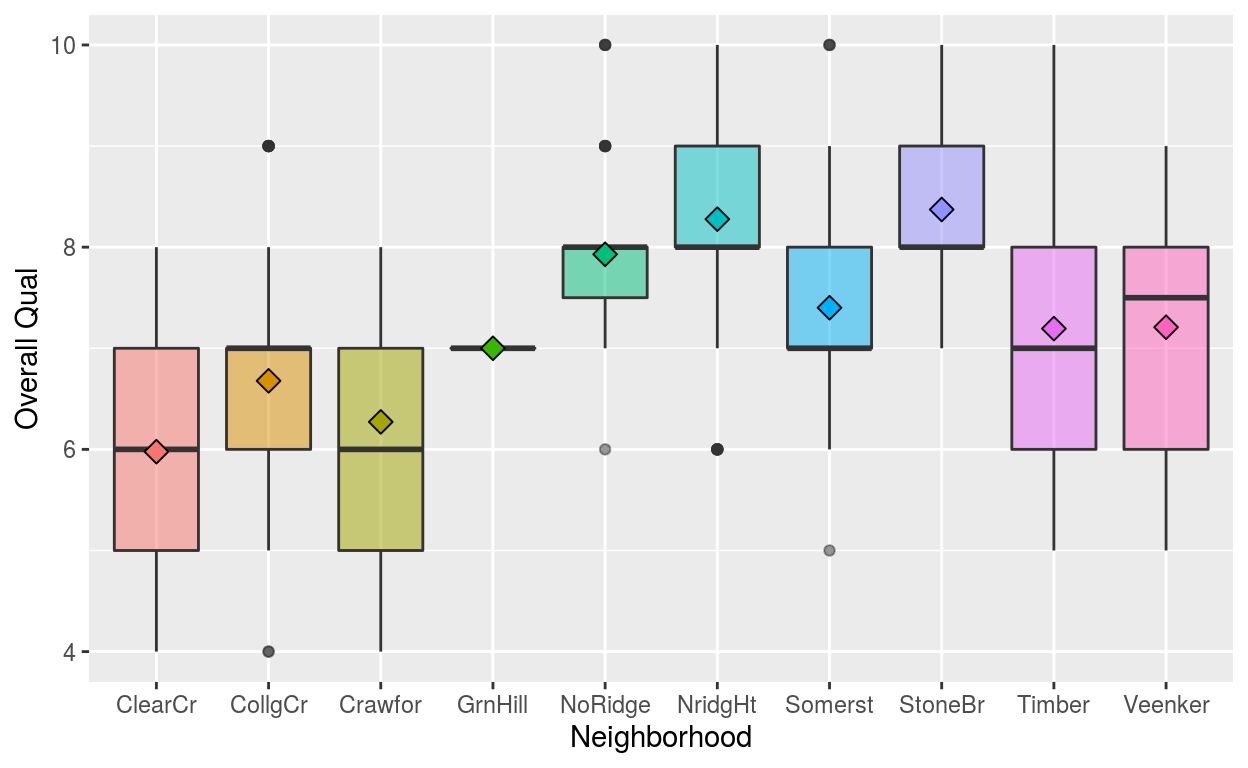 10
8
6
4
Overall Qual
ClearCr CollgCr Crawfor GrnHill NoRidge NridgHt Somerst StoneBr Timber Veenker
Neighborhood